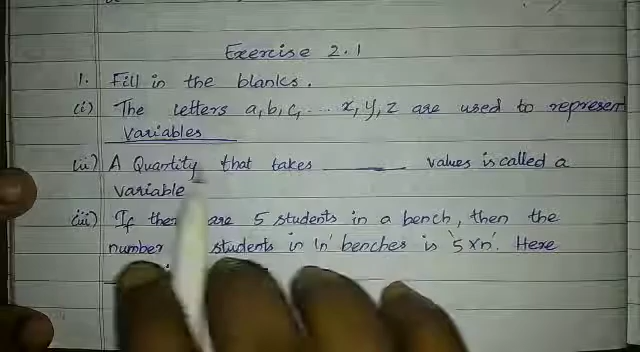 Exercise 2.1
1. Fill in the blanks.
(i) The letters a, b, c, ... x, y, z are used to represent
variables
(ii) A Quantity that takes ______ values is called a
variable
(iii) If there are 5 students in a bench, then the
number students in 'n' benches is '5 x n'. Here